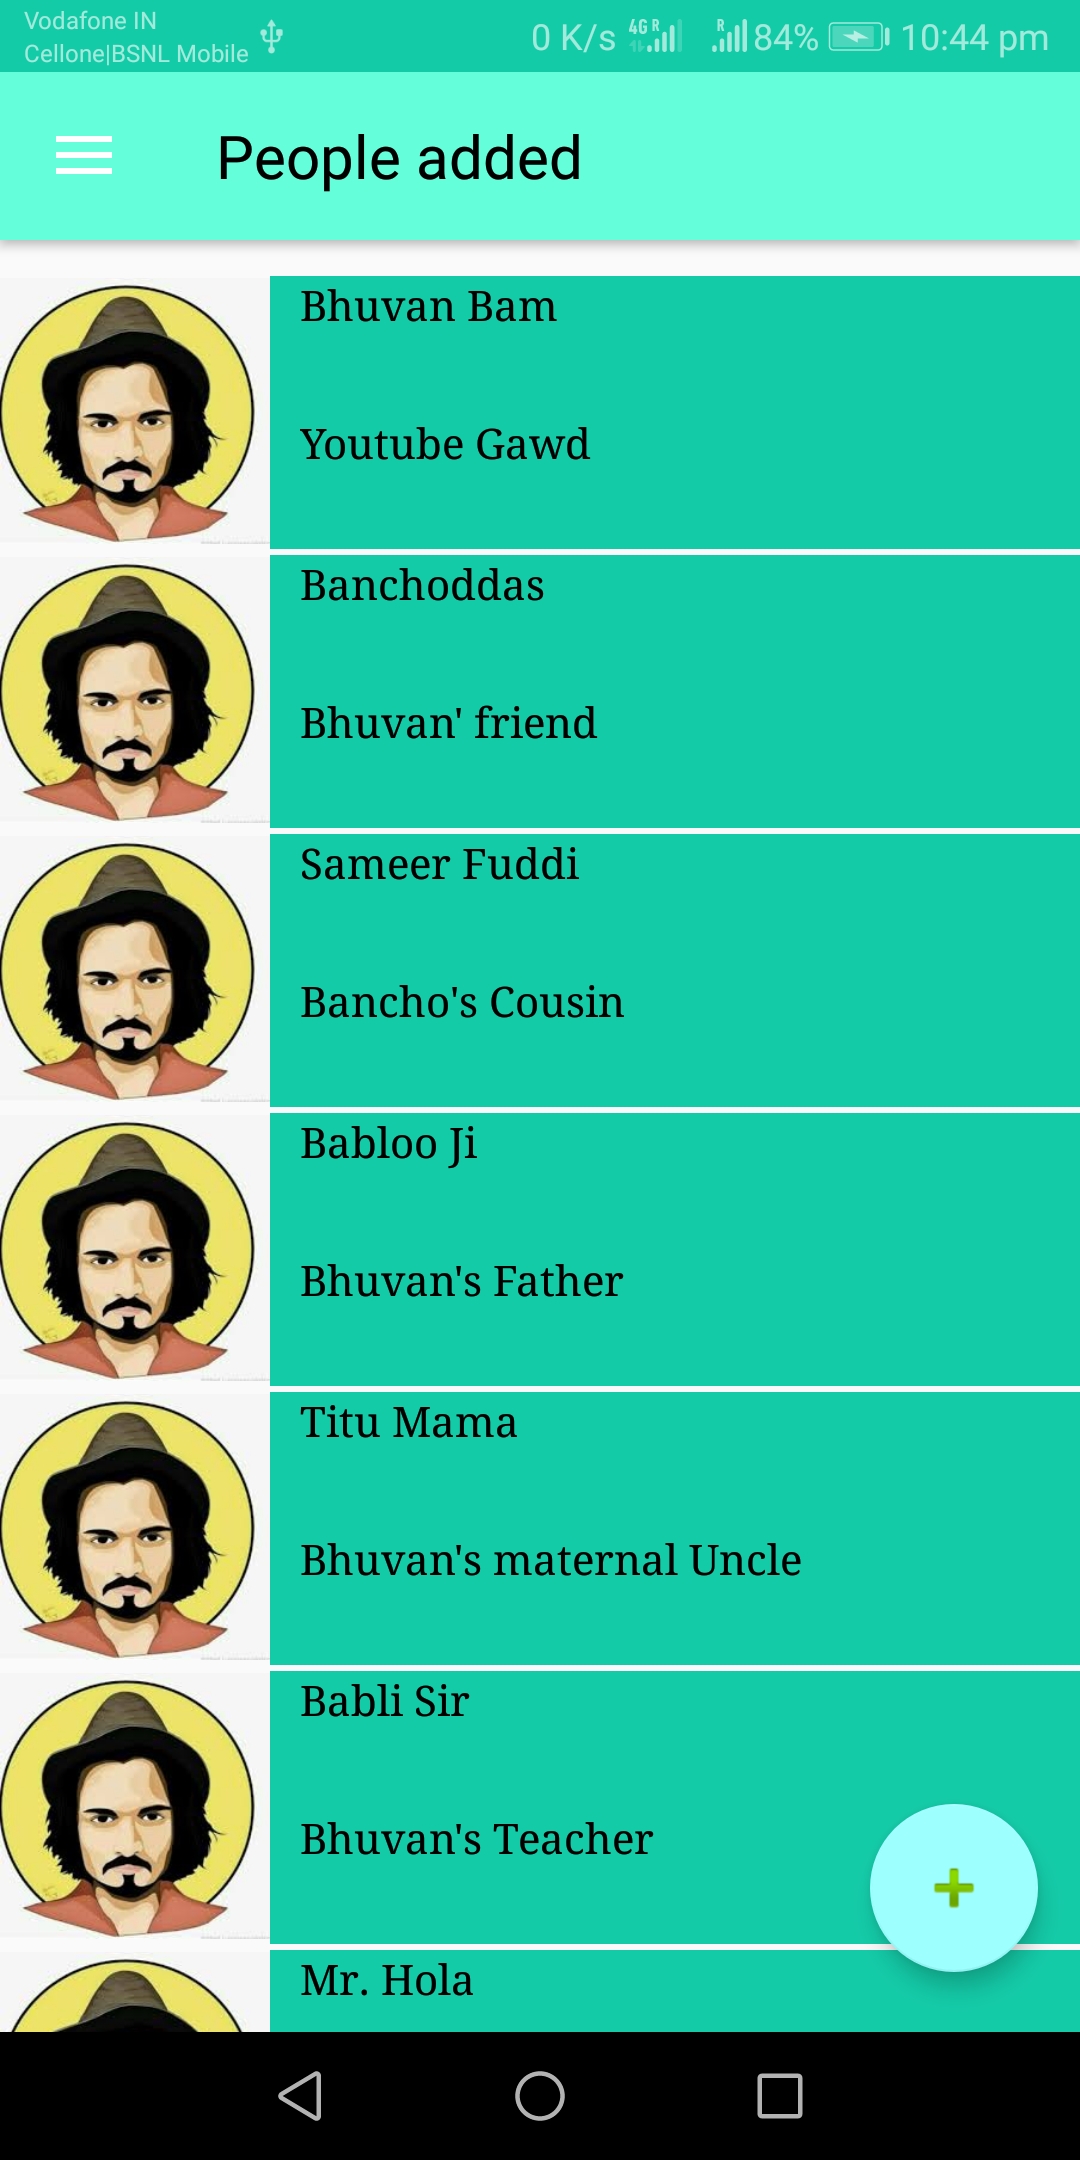 Vodafone IN
Cellone|BSNL Mobile
0 K/s 4G R R 84% 10:44 pm
People added
Bhuvan Bam
Youtube Gawd
Banchoddas
Bhuvan' friend
Sameer Fuddi
Bancho's Cousin
Babloo Ji
Bhuvan's Father
Titu Mama
Bhuvan's maternal Uncle
Babli Sir
Bhuvan's Teacher
Mr. Hola